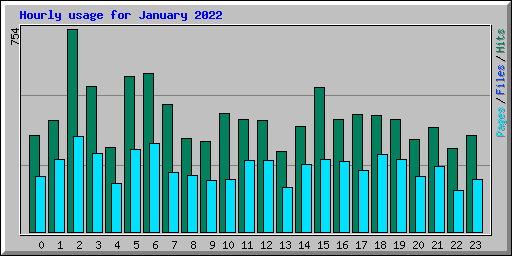 Hourly usage for January 2022
754
Pages/Files/Hits
0 1 2 3 4 5 6 7 8 9 10 11 12 13 14 15 16 17 18 19 20 21 22 23